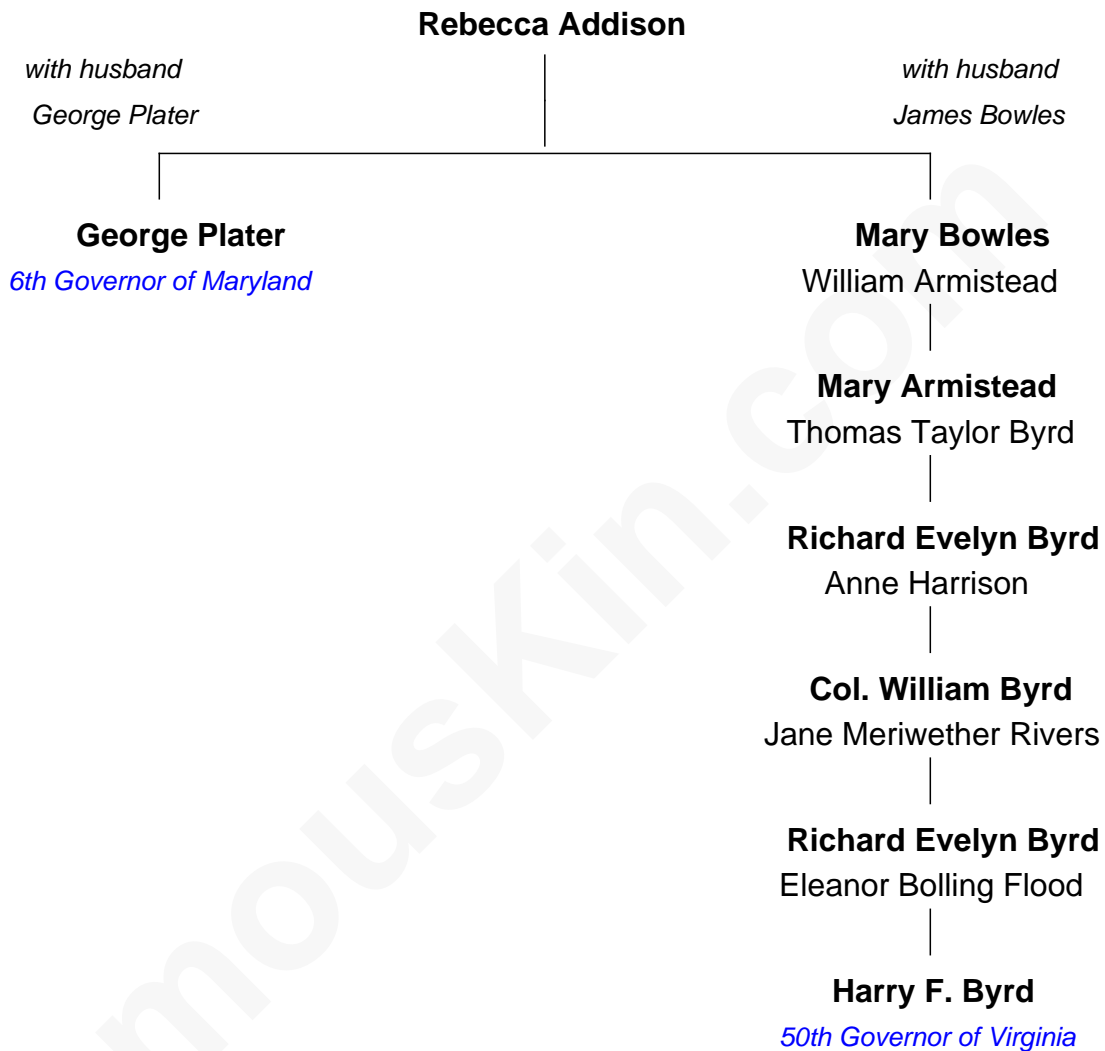 Rebecca Addison
with husband
George Plater
with husband
James Bowles
George Plater
6th Governor of Maryland
Mary Bowles
William Armistead
Mary Armistead
Thomas Taylor Byrd
Richard Evelyn Byrd
Anne Harrison
Col. William Byrd
Jane Meriwether Rivers
Richard Evelyn Byrd
Eleanor Bolling Flood
Harry F. Byrd
50th Governor of Virginia
mousKin.com